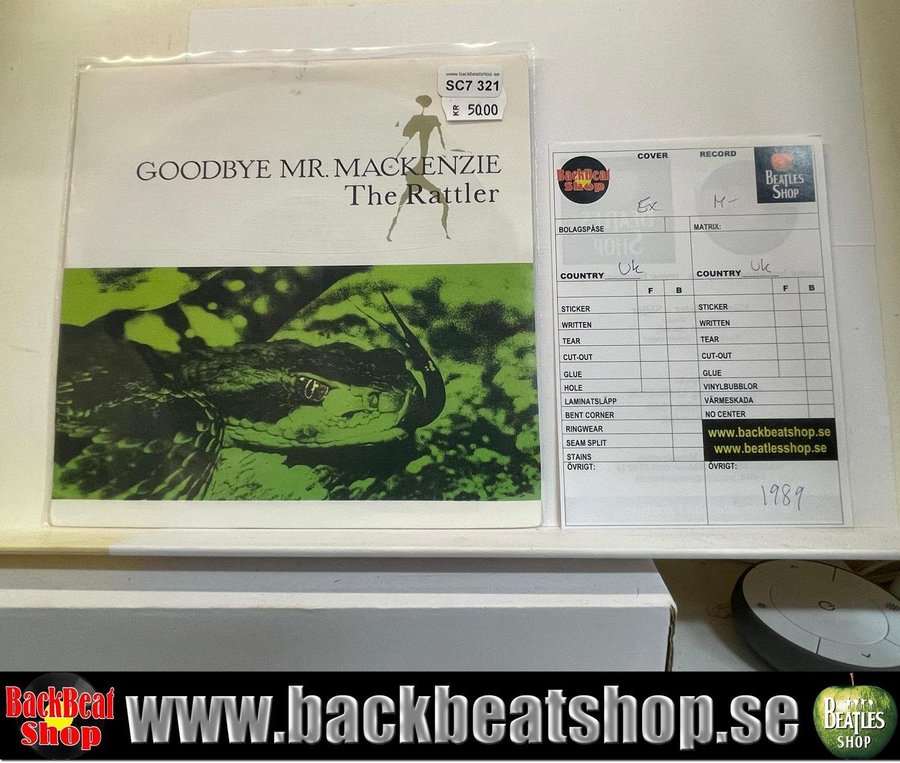 www.backbeatshop.se
SC7 321
KR 50.00
GOODBYE MR. MACKENZIE
The Rattler
COVER RECORD
BackBeat Shop
BEATLES SHOP
Ex M-
BOLAGSPÅSE MATRIX:
COUNTRY UK COUNTRY UK
F B F B
STICKER STICKER
WRITTEN WRITTEN
TEAR TEAR
CUT-OUT CUT-OUT
GLUE GLUE
HOLE VINYLBUBBLOR
LAMINATSLÄPP VÄRMESKADA
BENT CORNER NO CENTER
RINGWEAR
www.backbeatshop.se
SEAM SPLIT
www.beatlesshop.se
STAINS
ÖVRIGT: ÖVRIGT:
1989
BackBeat Shop
www.backbeatshop.se
BEATLES SHOP